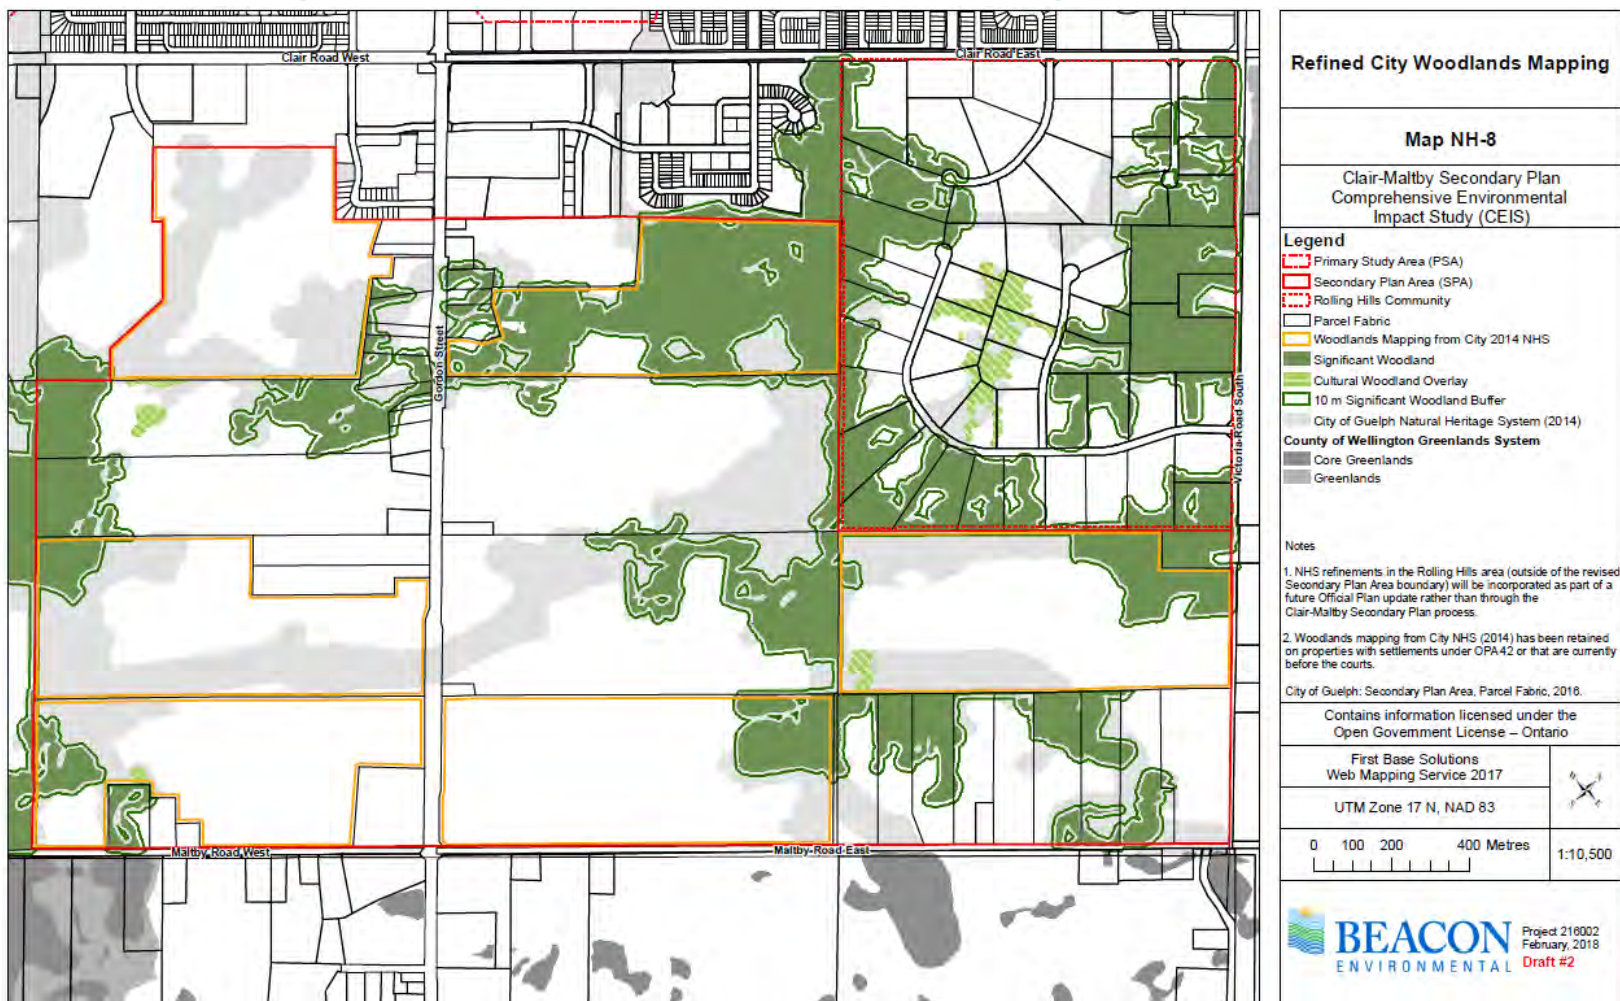 Clair Road West
Clair Road East
Gordon Street
Victoria Road South
Maltby Road West
Maltby Road East
Refined City Woodlands Mapping
Map NH-8
Clair-Maltby Secondary Plan
Comprehensive Environmental
Impact Study (CEIS)
Legend
Primary Study Area (PSA)
Secondary Plan Area (SPA)
Rolling Hills Community
Parcel Fabric
Woodlands Mapping from City 2014 NHS
Significant Woodland
Cultural Woodland Overlay
10 m Significant Woodland Buffer
City of Guelph Natural Heritage System (2014)
County of Wellington Greenlands System
Core Greenlands
Greenlands
Notes
1. NHS refinements in the Rolling Hills area (outside of the revised
Secondary Plan Area boundary) will be incorporated as part of a
future Official Plan update rather than through the
Clair-Maltby Secondary Plan process.
2. Woodlands mapping from City NHS (2014) has been retained
on properties with settlements under OPA 42 or that are currently
before the courts.
City of Guelph: Secondary Plan Area, Parcel Fabric, 2016.
Contains information licensed under the
Open Government License – Ontario
First Base Solutions
Web Mapping Service 2017
UTM Zone 17 N, NAD 83
0 100 200 400 Metres
1:10,500
BEACON
ENVIRONMENTAL
Project 216002
February, 2018
Draft #2